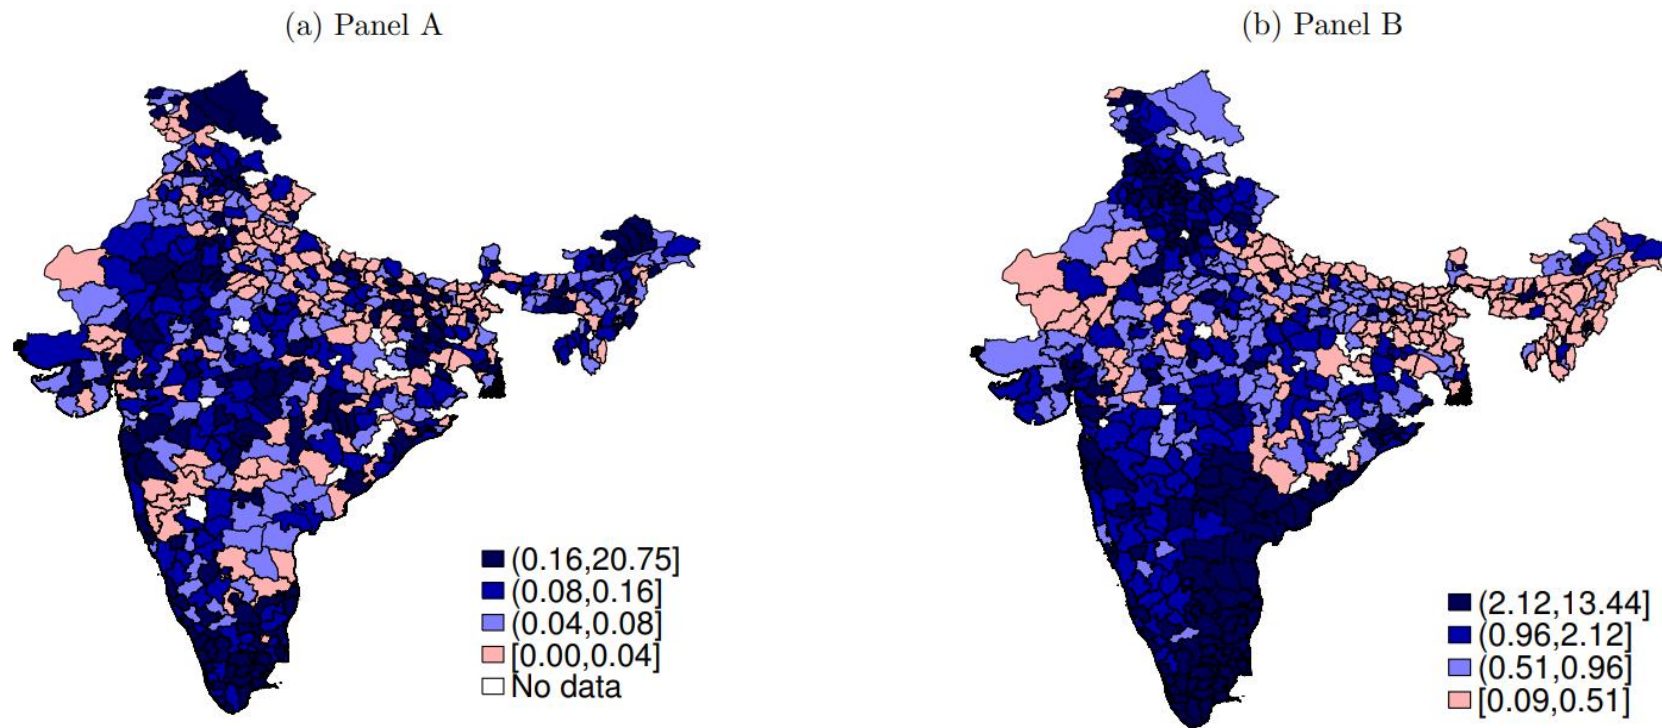 (a) Panel A
(b) Panel B
(0.16,20.75]
(0.08,0.16]
(0.04,0.08]
[0.00,0.04]
No data
(2.12,13.44]
(0.96,2.12]
(0.51,0.96]
[0.09,0.51]